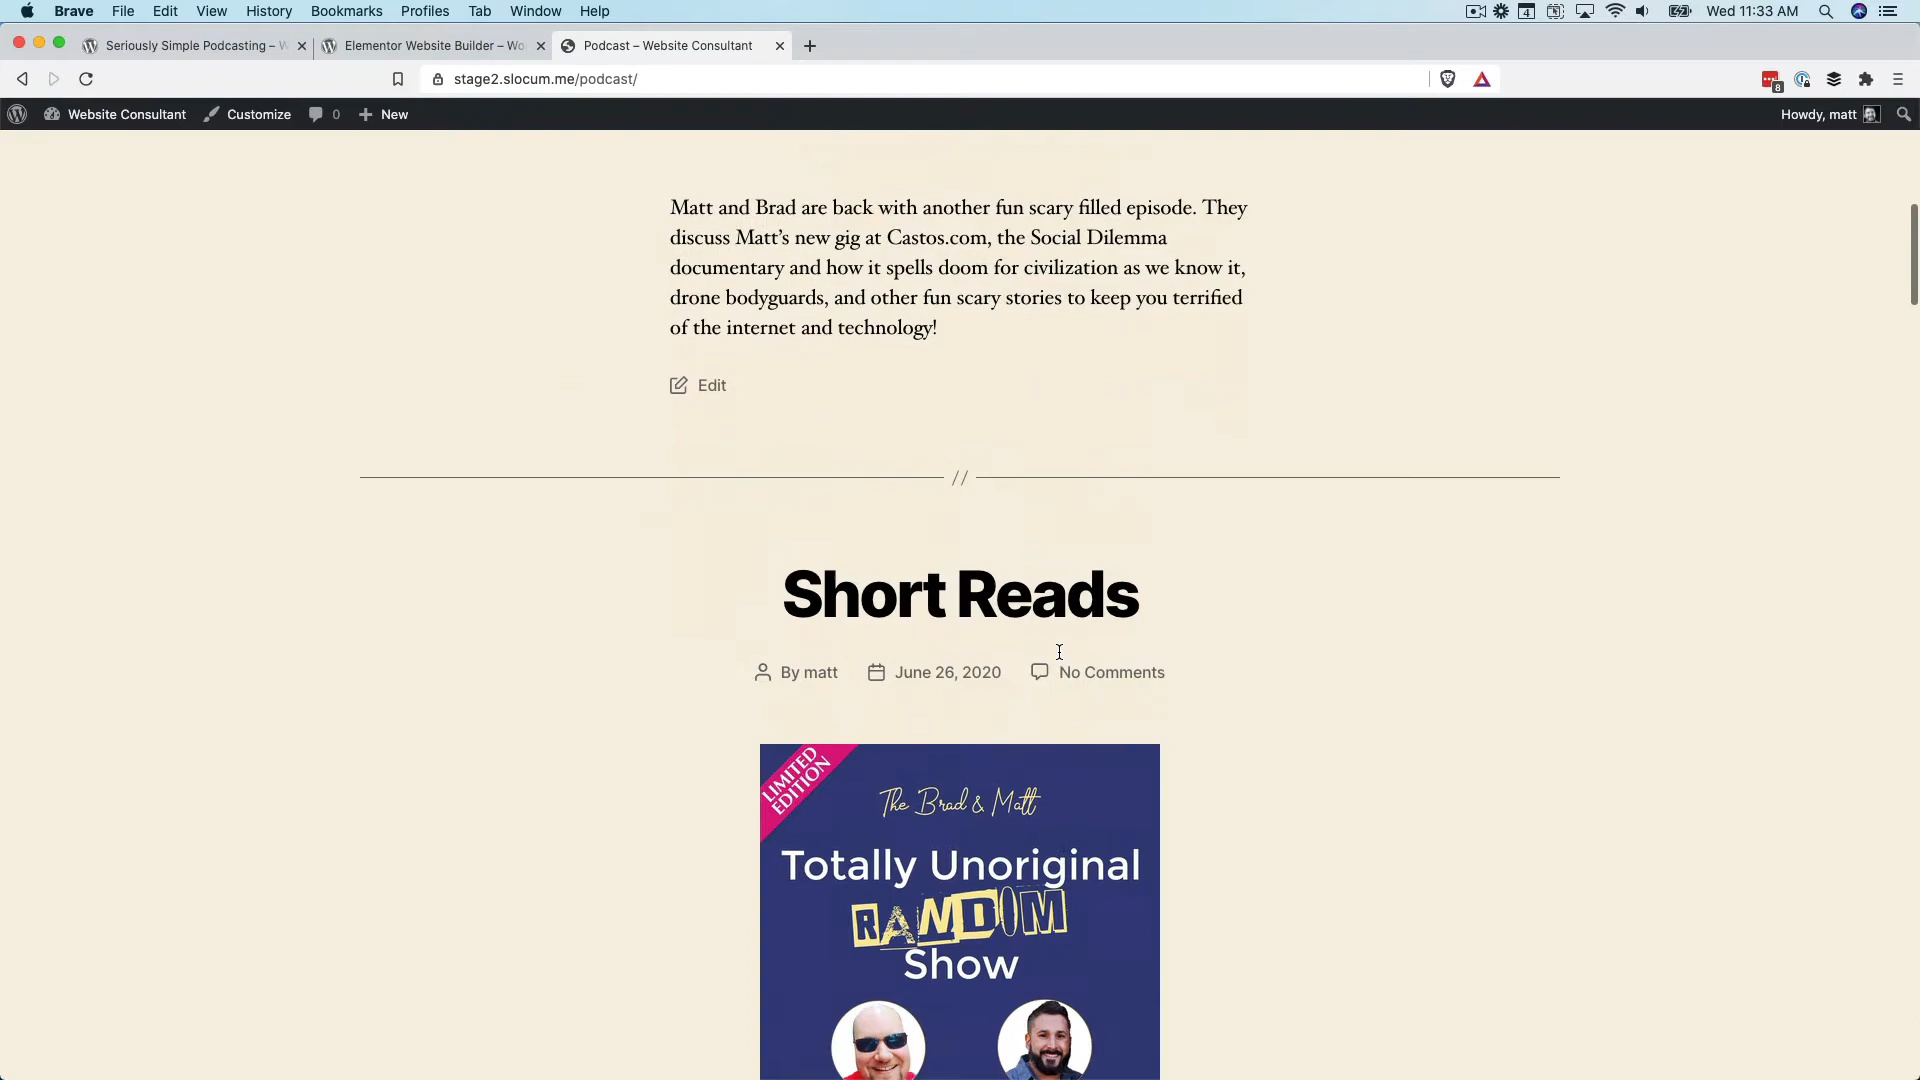 Brave File Edit View History Bookmarks Profiles Tab Window Help
4 Wed 11:33 AM
Seriously Simple Podcasting – W
Elementor Website Builder – Wo
Podcast – Website Consultant
stage2.slocum.me/podcast/
8
Website Consultant Customize 0 New
Howdy, matt
Matt and Brad are back with another fun scary filled episode. They
discuss Matt’s new gig at Castos.com, the Social Dilemma
documentary and how it spells doom for civilization as we know it,
drone bodyguards, and other fun scary stories to keep you terrified
of the internet and technology!
Edit
//
Short Reads
By matt June 26, 2020 No Comments
LIMITED
EDITION
The Brad & Matt
Totally Unoriginal
RANDOM
Show